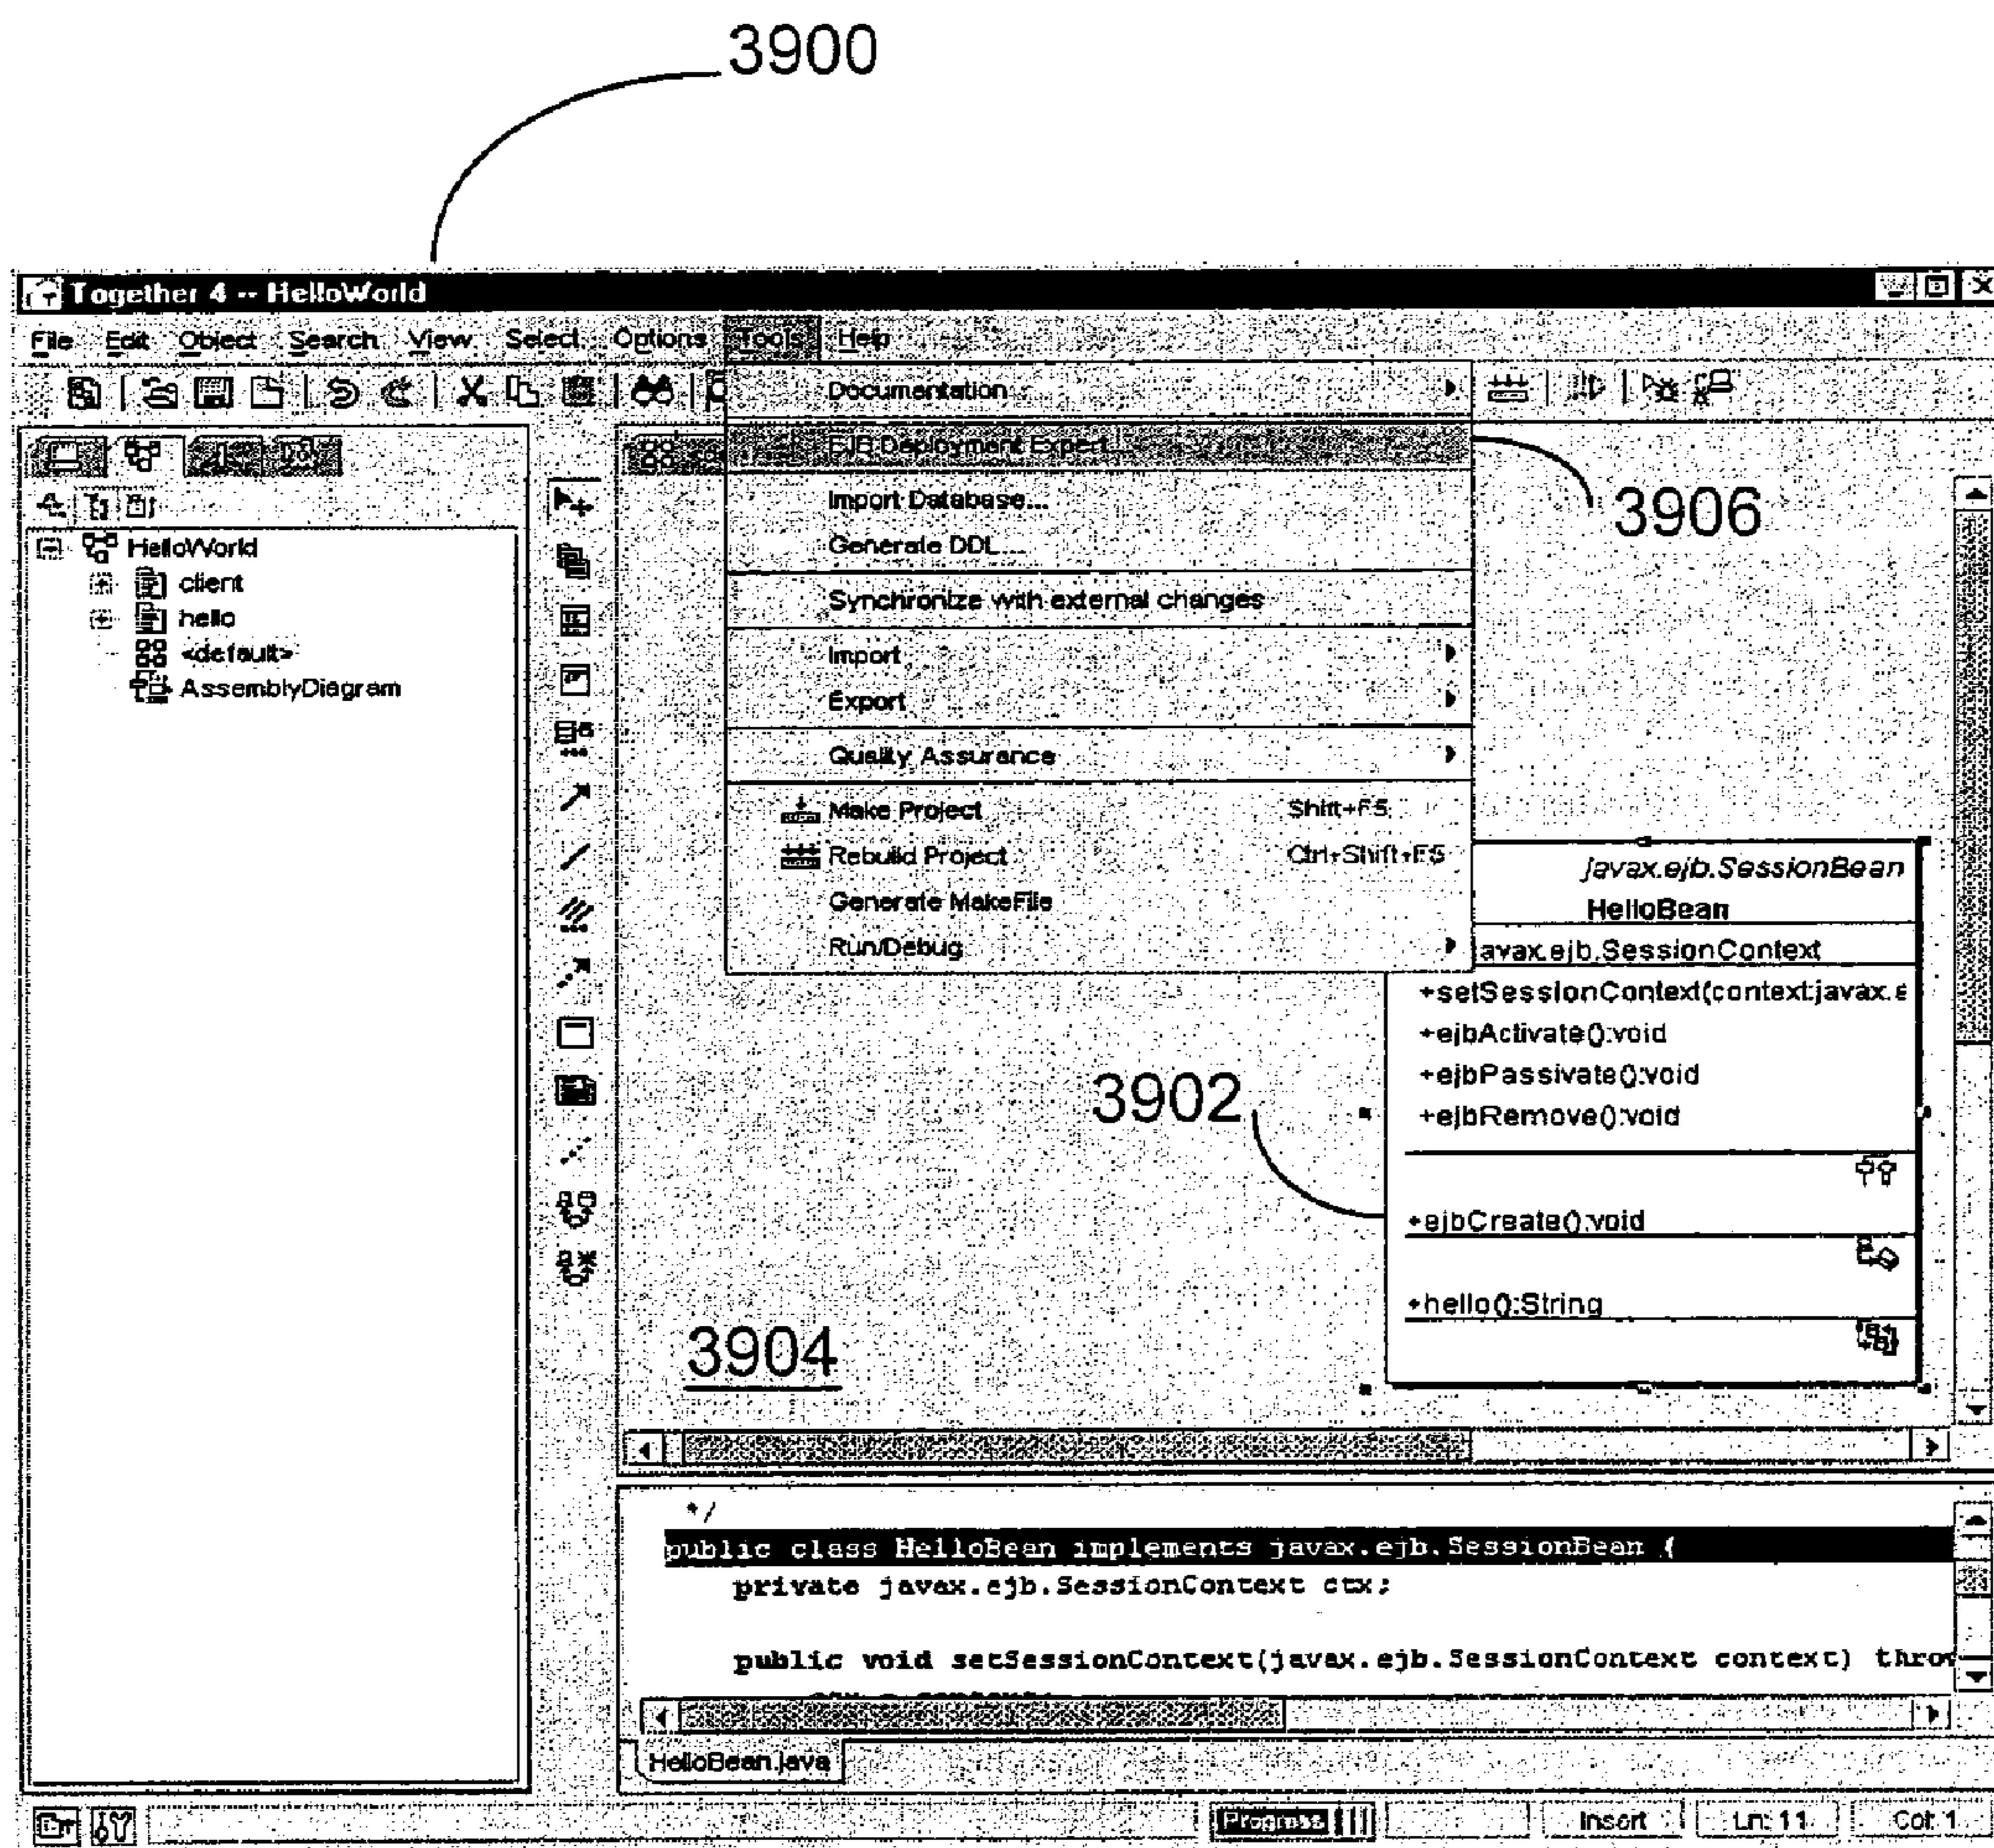 3900
Together 4 -- HelloWorld
File Edit Object Search View Select Options Tools Help
Documentation
EJB Deployment Expert...
3906
Import Database...
Generate DDL...
Synchronize with external changes
Import
Export
Quality Assurance
Make Project Shift+F5
Rebuild Project Ctrl+Shift+F5
Generate MakeFile
Run/Debug
HelloWorld
client
hello
<default>
AssemblyDiagram
javax.ejb.SessionBean
HelloBean
avax.ejb.SessionContext
+setSessionContext(context:javax.e
+ejbActivate():void
+ejbPassivate():void
+ejbRemove():void
3902
+ejbCreate():void
+hello():String
3904
*/
public class HelloBean implements javax.ejb.SessionBean {
private javax.ejb.SessionContext ctx;
public void setSessionContext(javax.ejb.SessionContext context) throw
HelloBean.java
Progress Insert Ln: 11 Col: 1